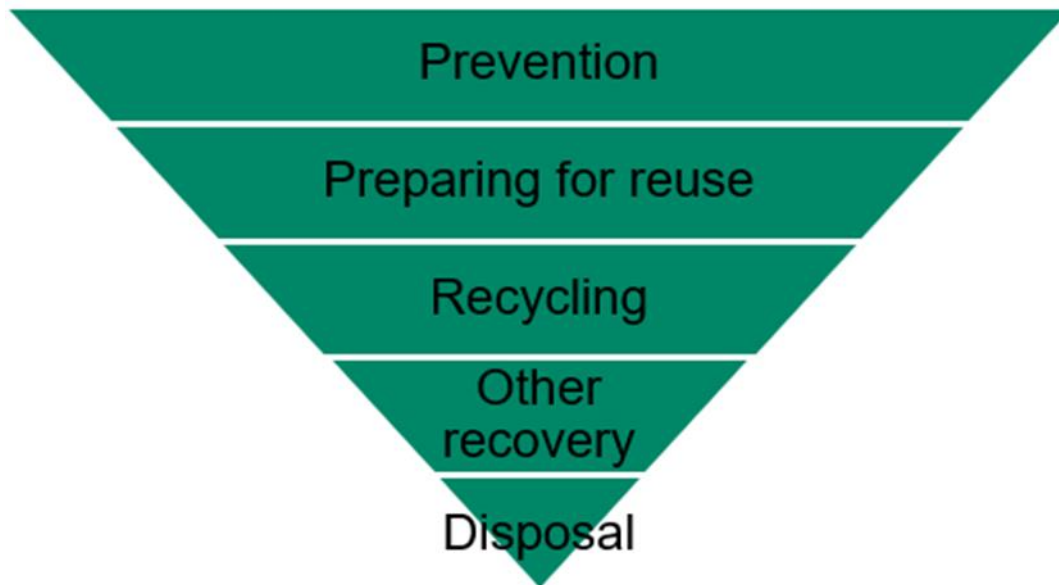 Prevention
Preparing for reuse
Recycling
Other
recovery
Disposal